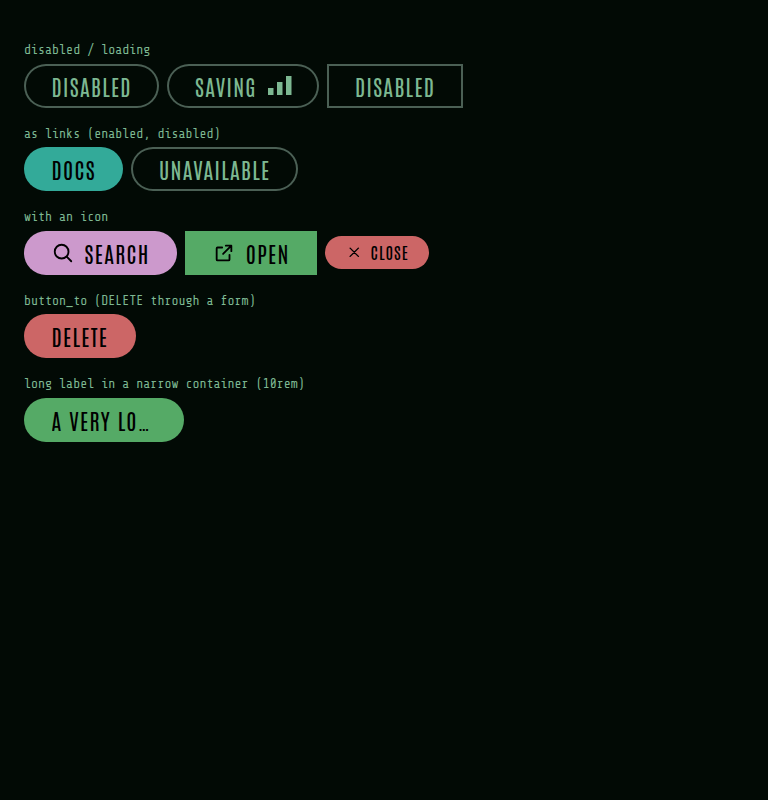 disabled / loading
DISABLED SAVING DISABLED
as links (enabled, disabled)
DOCS UNAVAILABLE
with an icon
SEARCH OPEN CLOSE
button_to (DELETE through a form)
DELETE
long label in a narrow container (10rem)
A VERY LO…